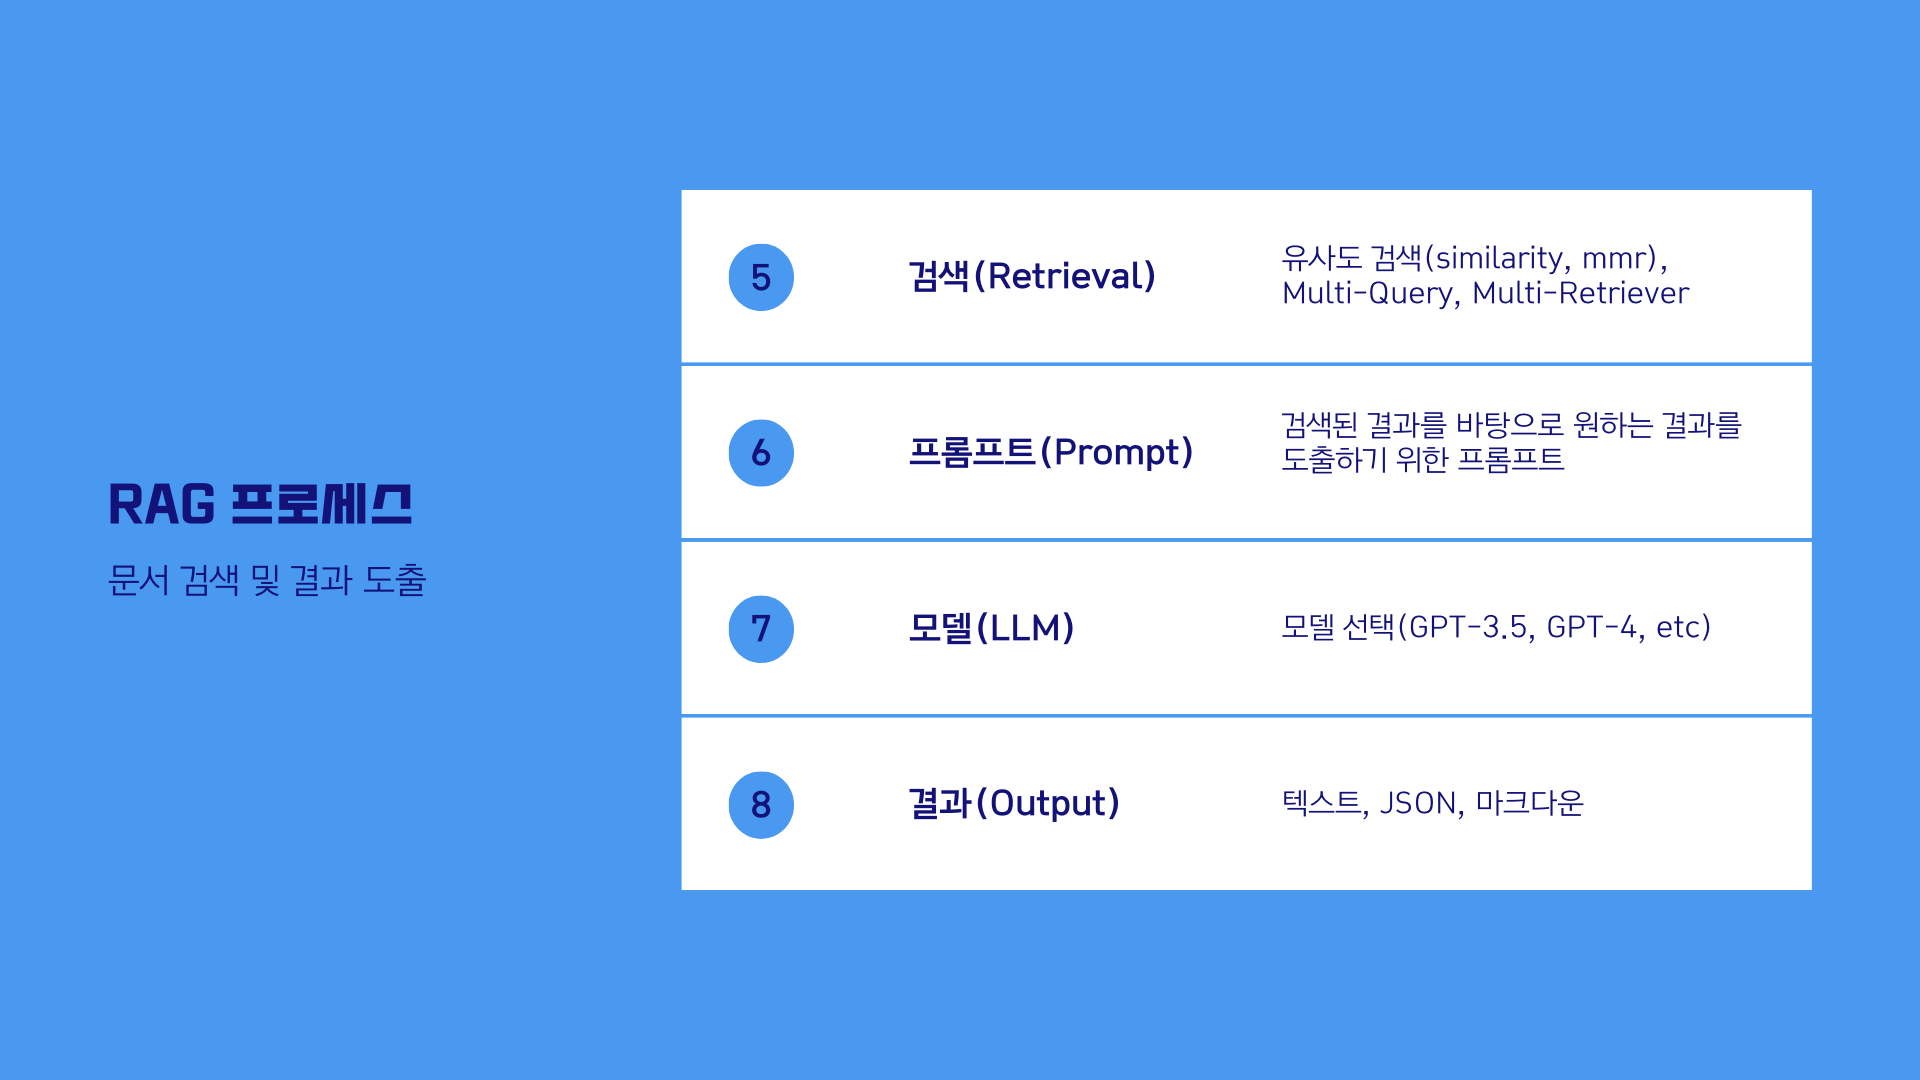 RAG 프로세스
문서 검색 및 결과 도출
5
검색(Retrieval)
유사도 검색(similarity, mmr),
Multi-Query, Multi-Retriever
6
프롬프트(Prompt)
검색된 결과를 바탕으로 원하는 결과를
도출하기 위한 프롬프트
7
모델(LLM)
모델 선택(GPT-3.5, GPT-4, etc)
8
결과(Output)
텍스트, JSON, 마크다운